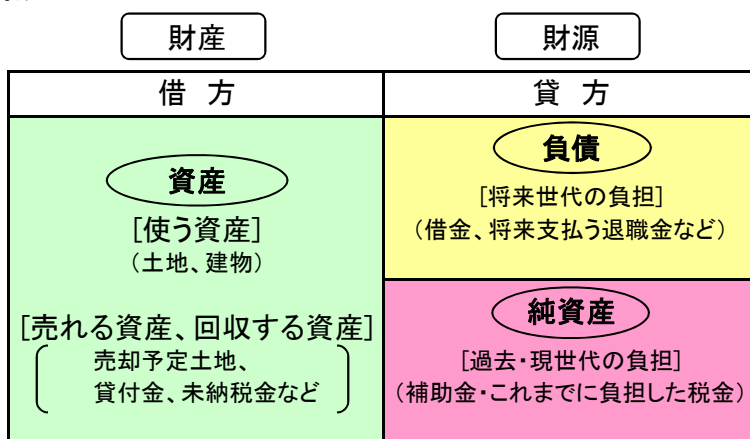 財産
財源
借 方
貸 方
資産
[使う資産]
(土地、建物)
[売れる資産、回収する資産]
売却予定土地、
貸付金、未納税金など
負債
[将来世代の負担]
(借金、将来支払う退職金など)
純資産
[過去・現世代の負担]
(補助金・これまでに負担した税金)